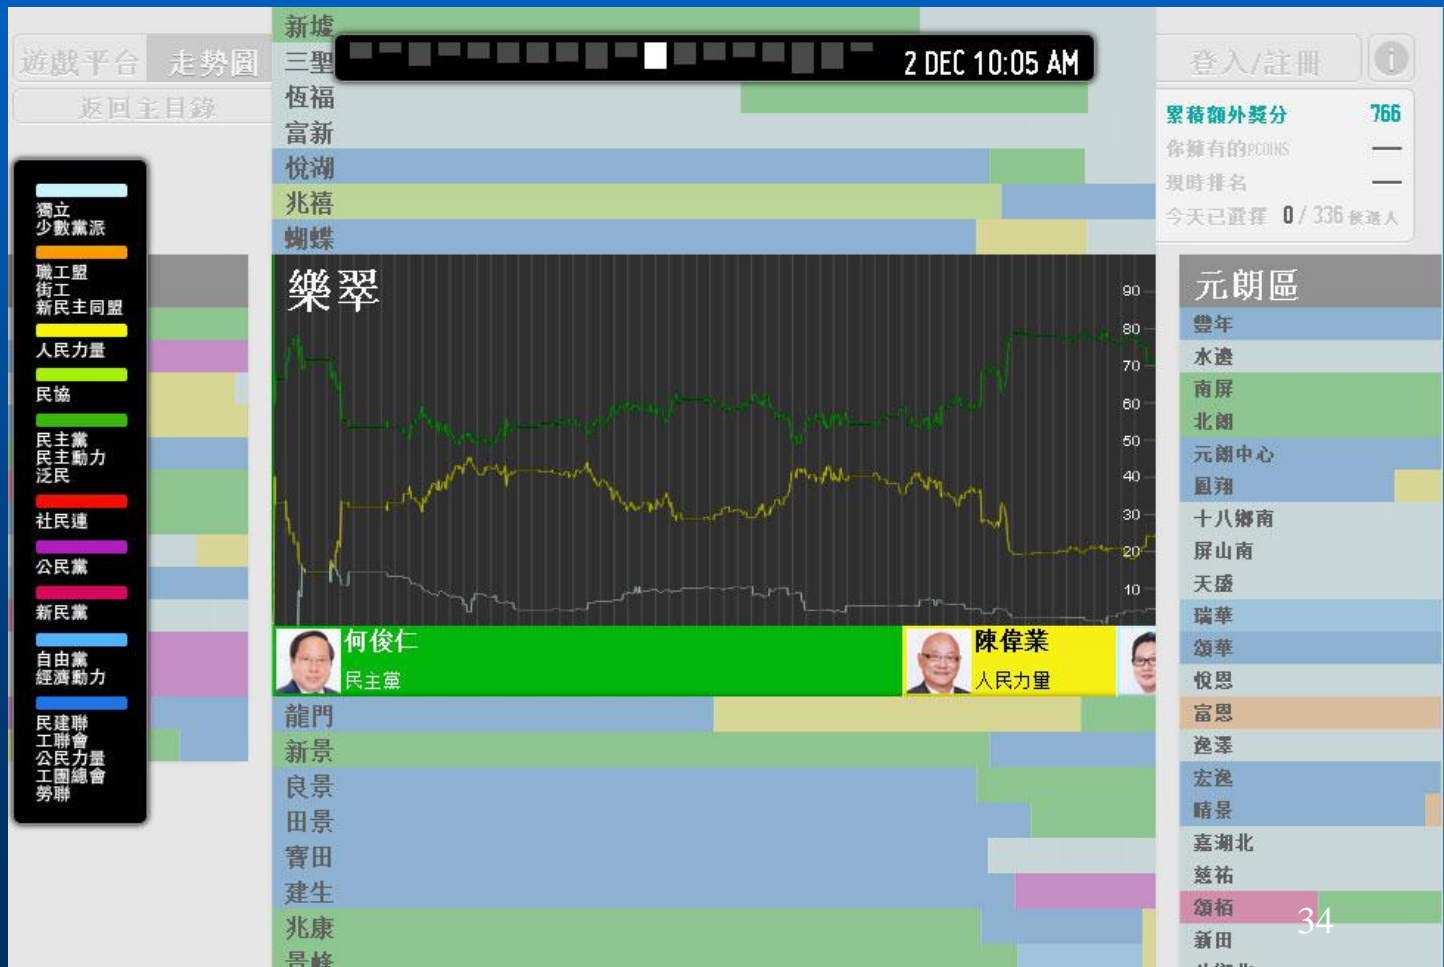 遊戲平台
走勢圖
返回主目錄
新墟
三聖
恆福
富新
悅湖
兆禧
蝴蝶
2 DEC 10:05 AM
登入/註冊
i
累積額外獎分 766
你擁有的PCOINS —
現時排名 —
今天已選擇 0 / 336 候選人
獨立
少數黨派
職工盟
街工
新民主同盟
人民力量
民協
民主黨
民主動力
泛民
社民連
公民黨
新民黨
自由黨
經濟動力
民建聯
工聯會
公民力量
工團總會
勞聯
樂翠
90
80
70
60
50
40
30
20
10
何俊仁
民主黨
陳偉業
人民力量
龍門
新景
良景
田景
寶田
建生
兆康
景峰
元朗區
豐年
水邊
南屏
北朗
元朗中心
鳳翔
十八鄉南
屏山南
天盛
瑞華
頌華
悅恩
富恩
逸澤
宏逸
晴景
嘉湖北
慈祐
頌栢
新田
34